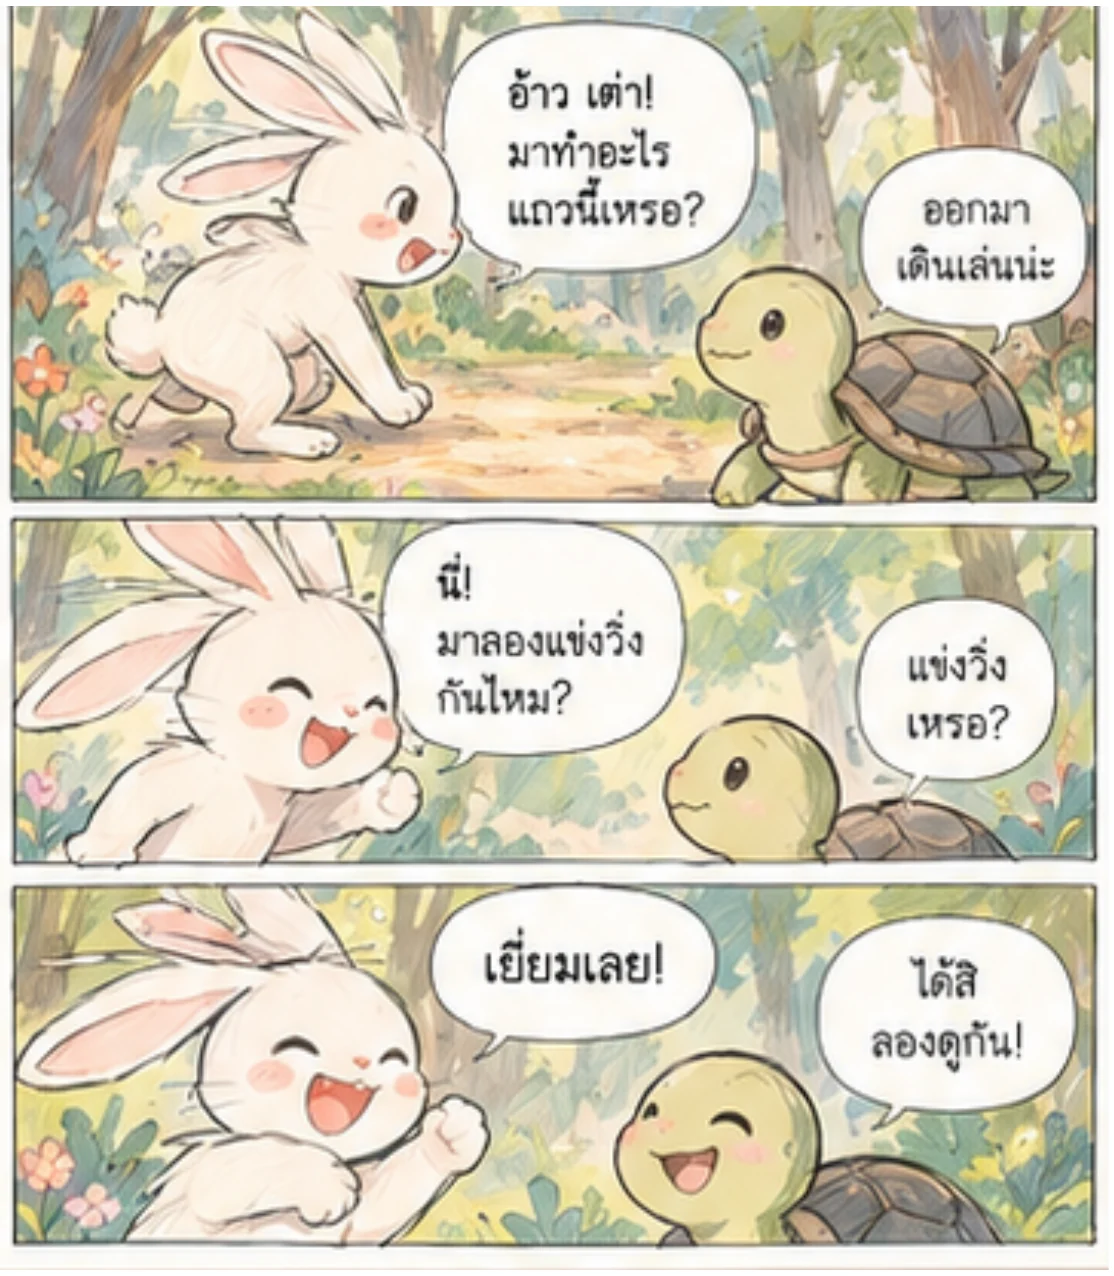 อ้าว เต่า!
มาทำอะไร
แถวนี้เหรอ?
ออกมา
เดินเล่นน่ะ
นี่!
มาลองแข่งวิ่ง
กันไหม?
แข่งวิ่ง
เหรอ?
เยี่ยมเลย!
ได้สิ
ลองดูกัน!